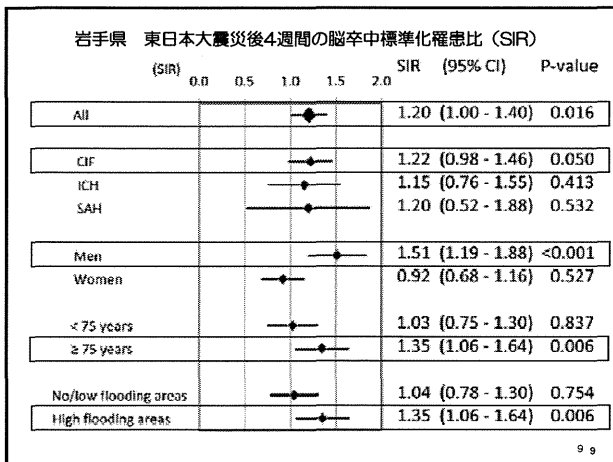 岩手県 東日本大震災後4週間の脳卒中標準化罹患比（SIR）
(SIR) SIR (95% CI) P-value
0.0 0.5 1.0 1.5 2.0
All 1.20 (1.00 - 1.40) 0.016
CIF 1.22 (0.98 - 1.46) 0.050
ICH 1.15 (0.76 - 1.55) 0.413
SAH 1.20 (0.52 - 1.88) 0.532
Men 1.51 (1.19 - 1.88) <0.001
Women 0.92 (0.68 - 1.16) 0.527
< 75 years 1.03 (0.75 - 1.30) 0.837
≥ 75 years 1.35 (1.06 - 1.64) 0.006
No/low flooding areas 1.04 (0.78 - 1.30) 0.754
High flooding areas 1.35 (1.06 - 1.64) 0.006
9 9